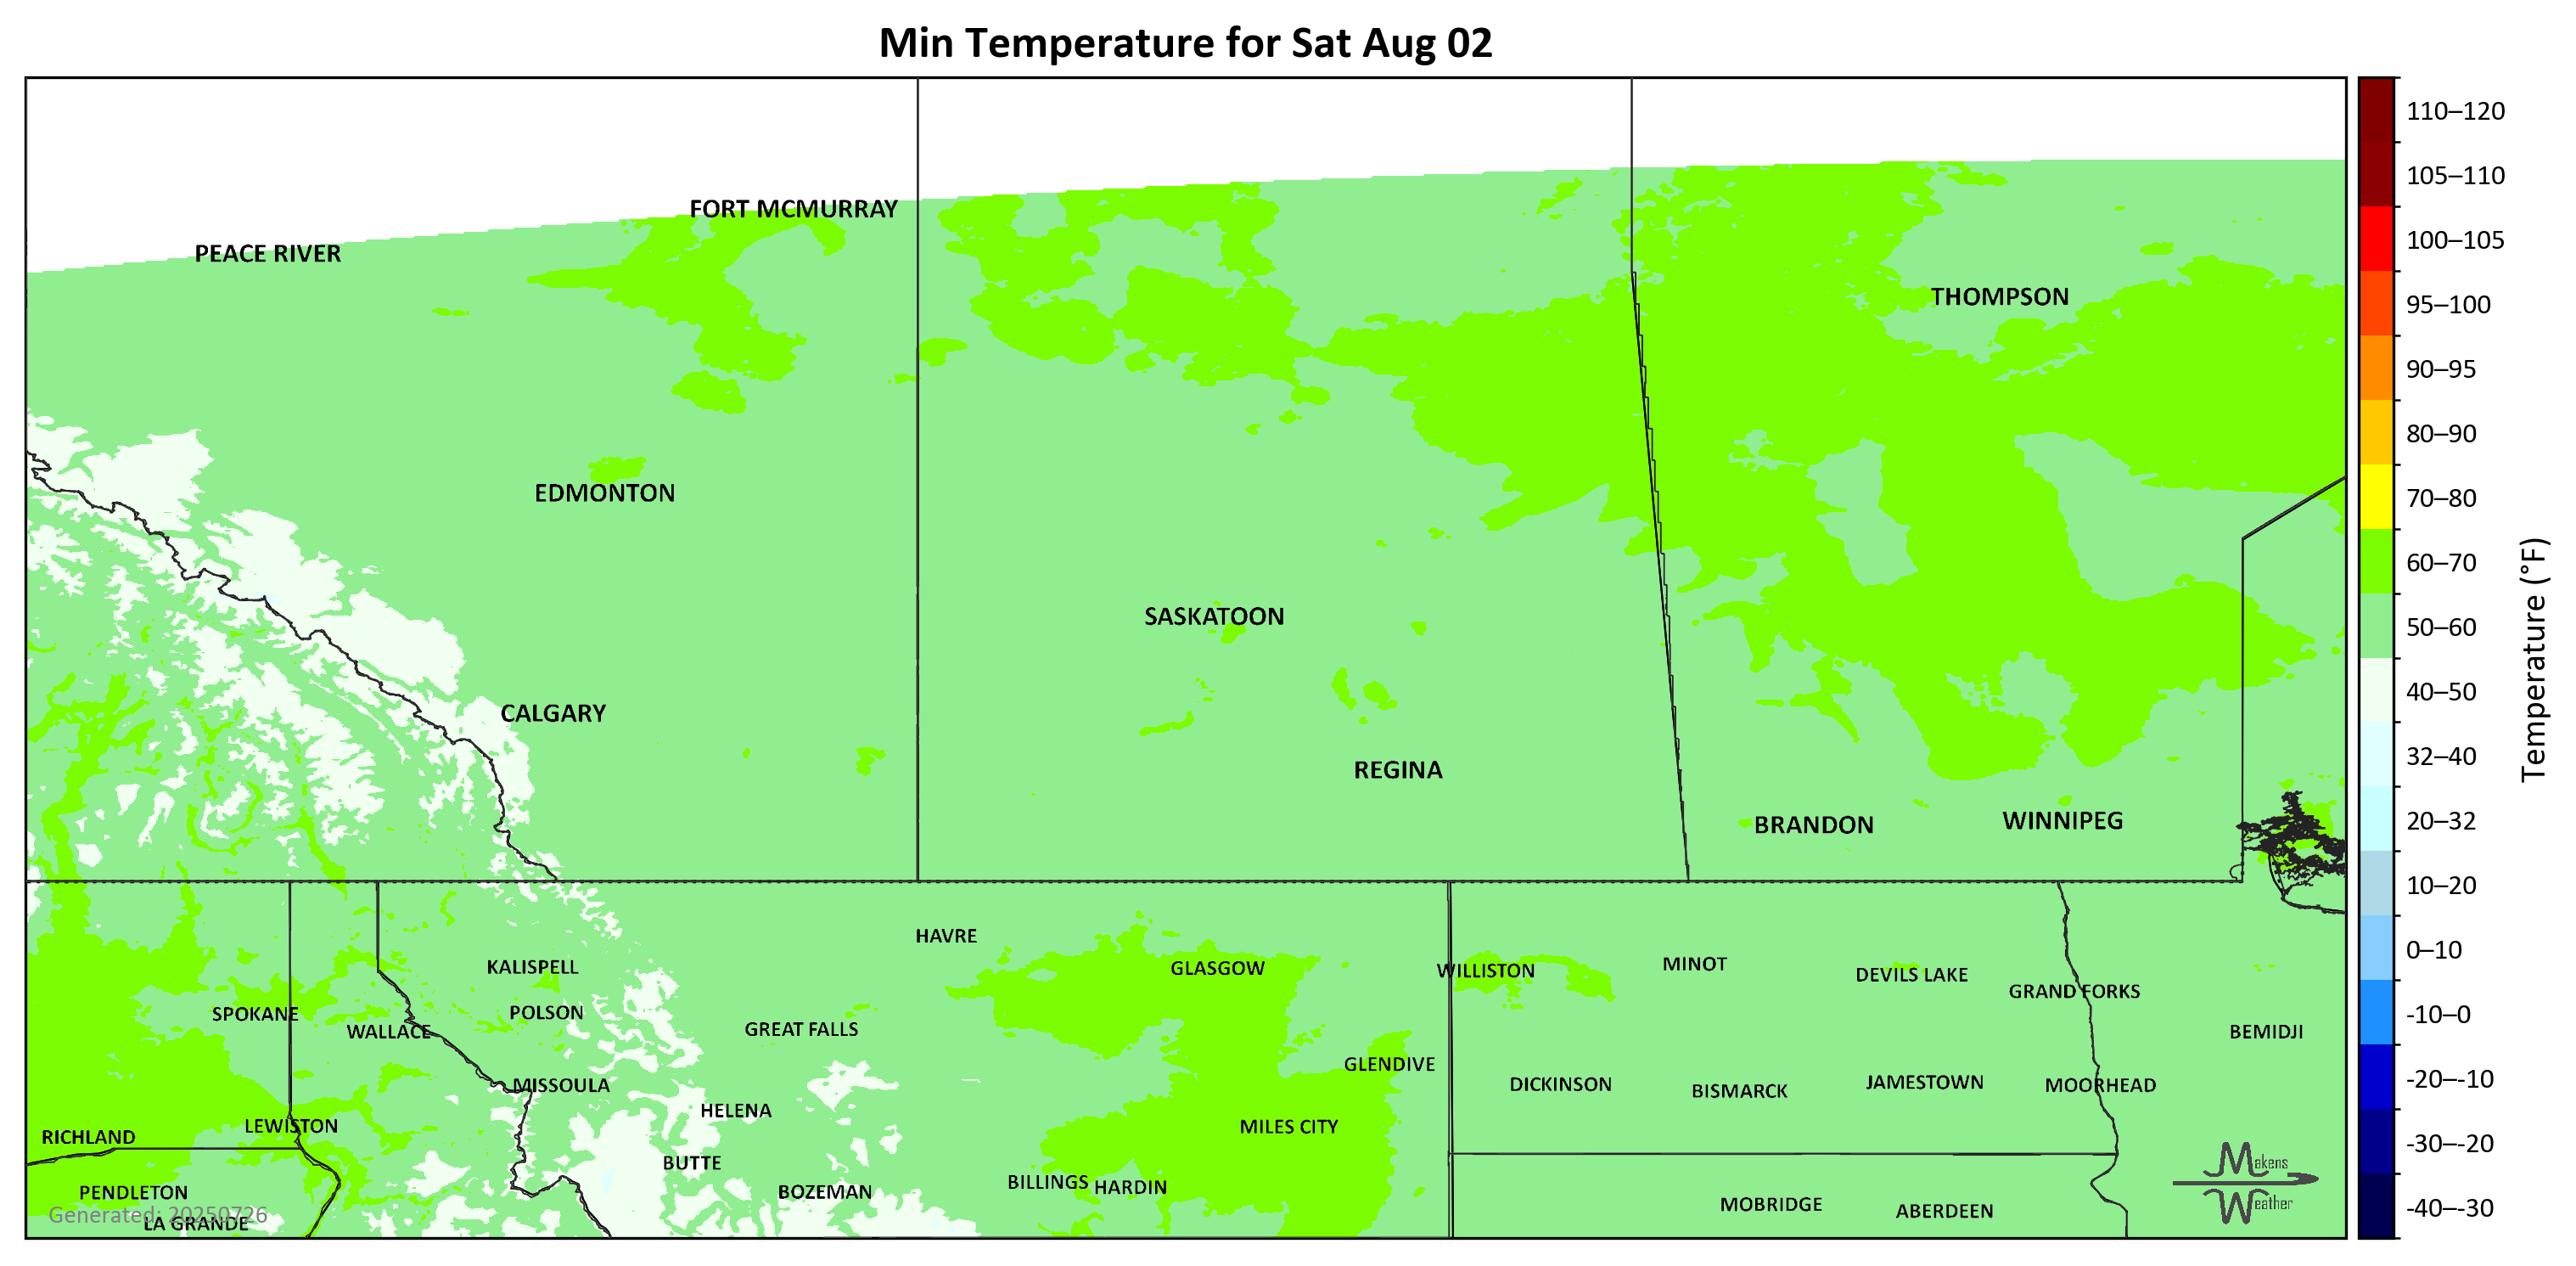 Min Temperature for Sat Aug 02
FORT MCMURRAY
PEACE RIVER
THOMPSON
EDMONTON
SASKATOON
CALGARY
REGINA
BRANDON
WINNIPEG
HAVRE
KALISPELL
GLASGOW
WILLISTON
MINOT
DEVILS LAKE
GRAND FORKS
SPOKANE
POLSON
WALLACE
GREAT FALLS
BEMIDJI
GLENDIVE
MISSOULA
DICKINSON
BISMARCK
JAMESTOWN
MOORHEAD
HELENA
LEWISTON
MILES CITY
RICHLAND
BUTTE
BILLINGS
HARDIN
PENDLETON
BOZEMAN
MOBRIDGE
ABERDEEN
Generated: 20250726
LA GRANDE
Makens
Weather
110–120
105–110
100–105
95–100
90–95
80–90
70–80
60–70
50–60
40–50
32–40
20–32
10–20
0–10
-10–0
-20–-10
-30–-20
-40–-30
Temperature (°F)